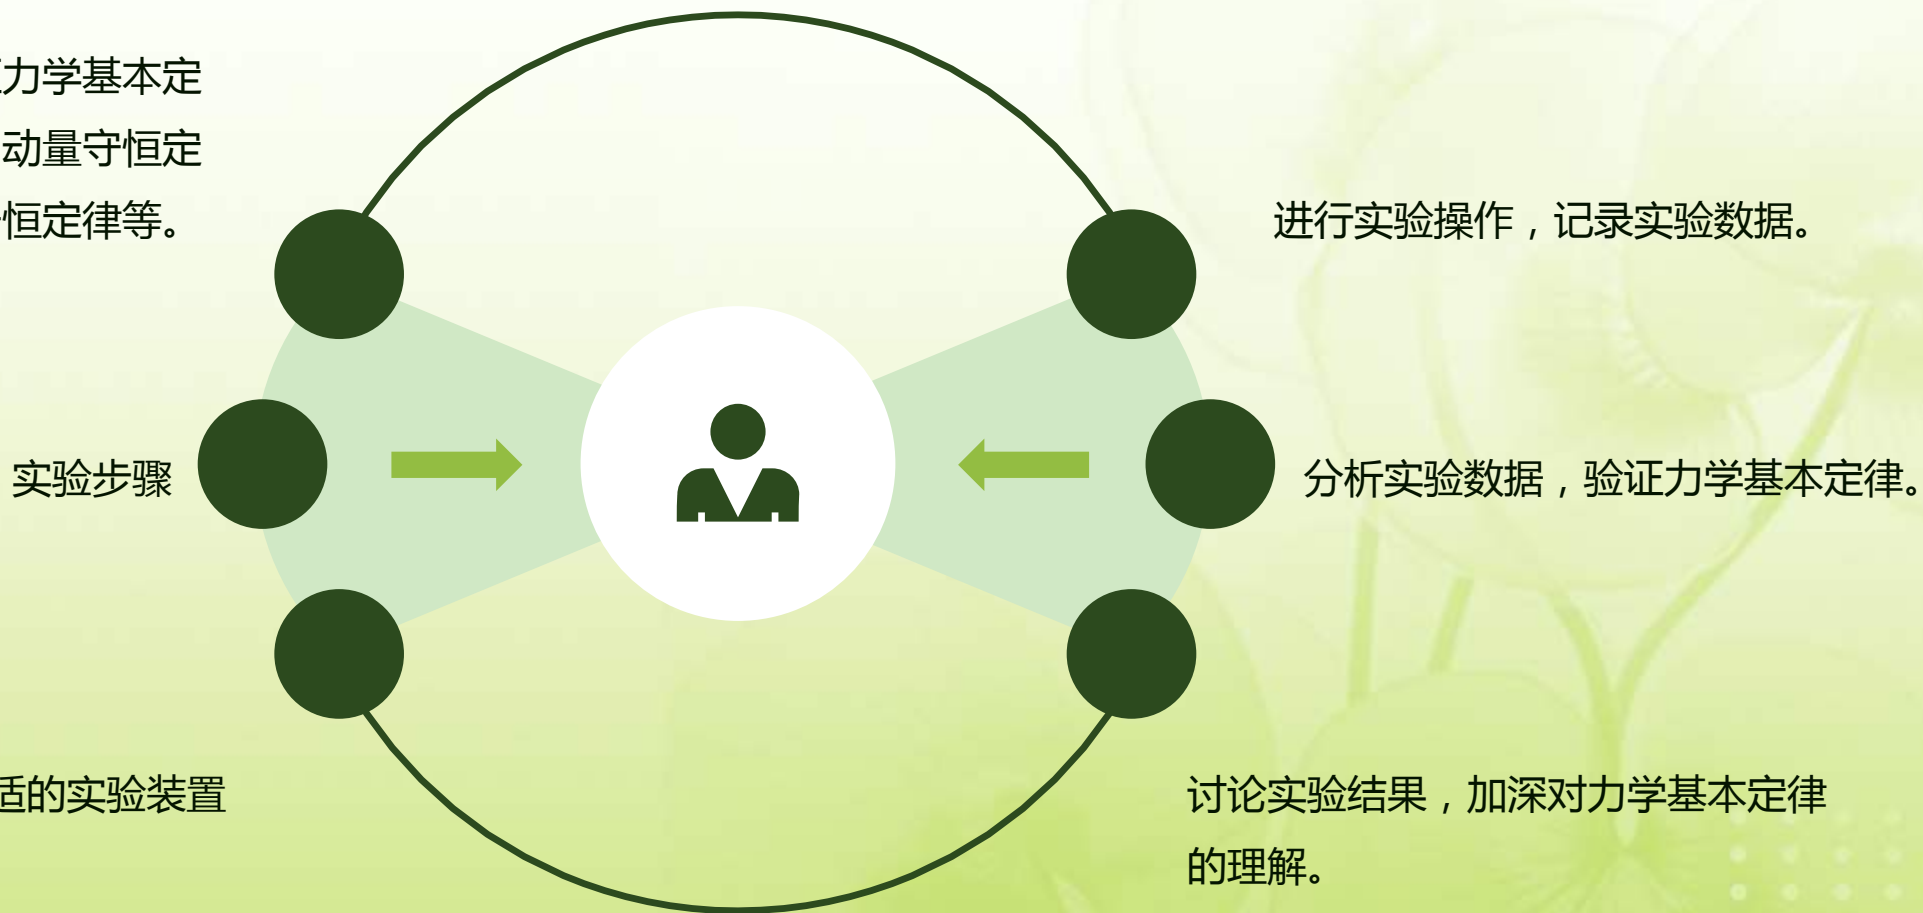 力学基本定
动量守恒定
恒定律等。
实验步骤
适的实验装置
进行实验操作，记录实验数据。
分析实验数据，验证力学基本定律。
讨论实验结果，加深对力学基本定律
的理解。